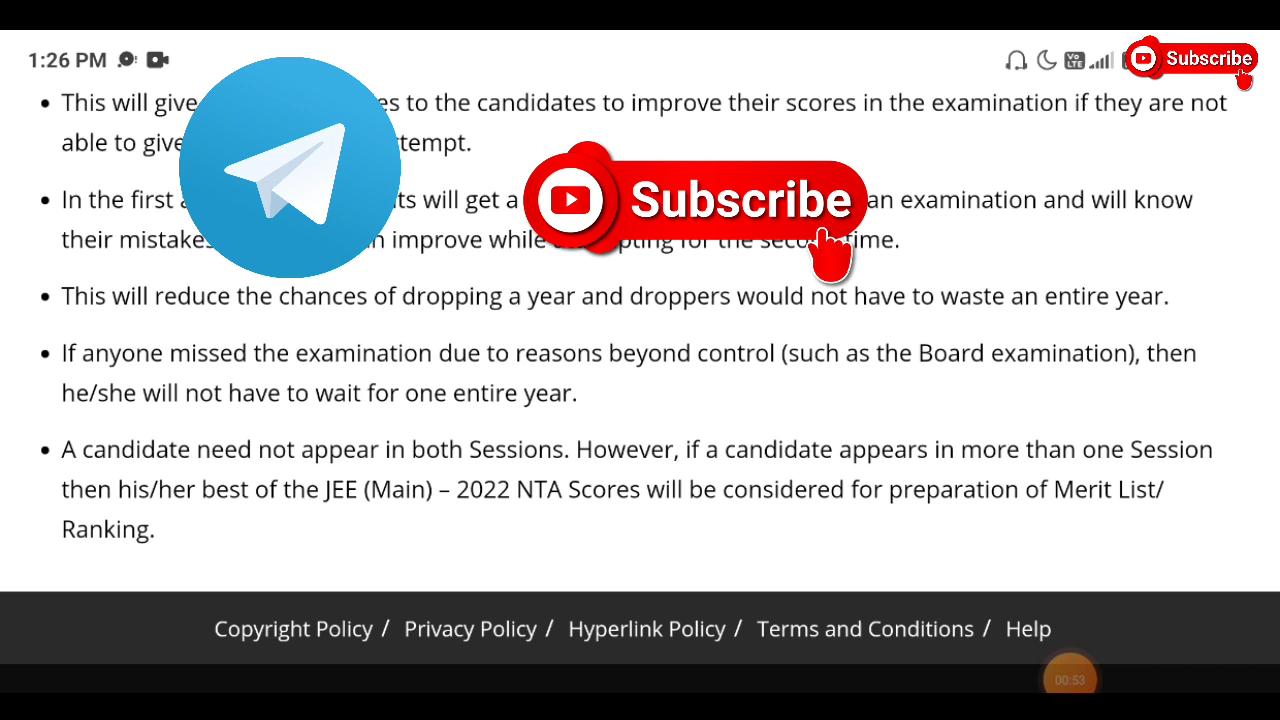 1:26 PM
Subscribe
This will give es to the candidates to improve their scores in the examination if they are not
able to give ttempt.
In the first will get a an examination and will know
their mistakes improve while for the time.
Subscribe
This will reduce the chances of dropping a year and droppers would not have to waste an entire year.
If anyone missed the examination due to reasons beyond control (such as the Board examination), then
he/she will not have to wait for one entire year.
A candidate need not appear in both Sessions. However, if a candidate appears in more than one Session
then his/her best of the JEE (Main) – 2022 NTA Scores will be considered for preparation of Merit List/
Ranking.
Copyright Policy / Privacy Policy / Hyperlink Policy / Terms and Conditions / Help
00:53